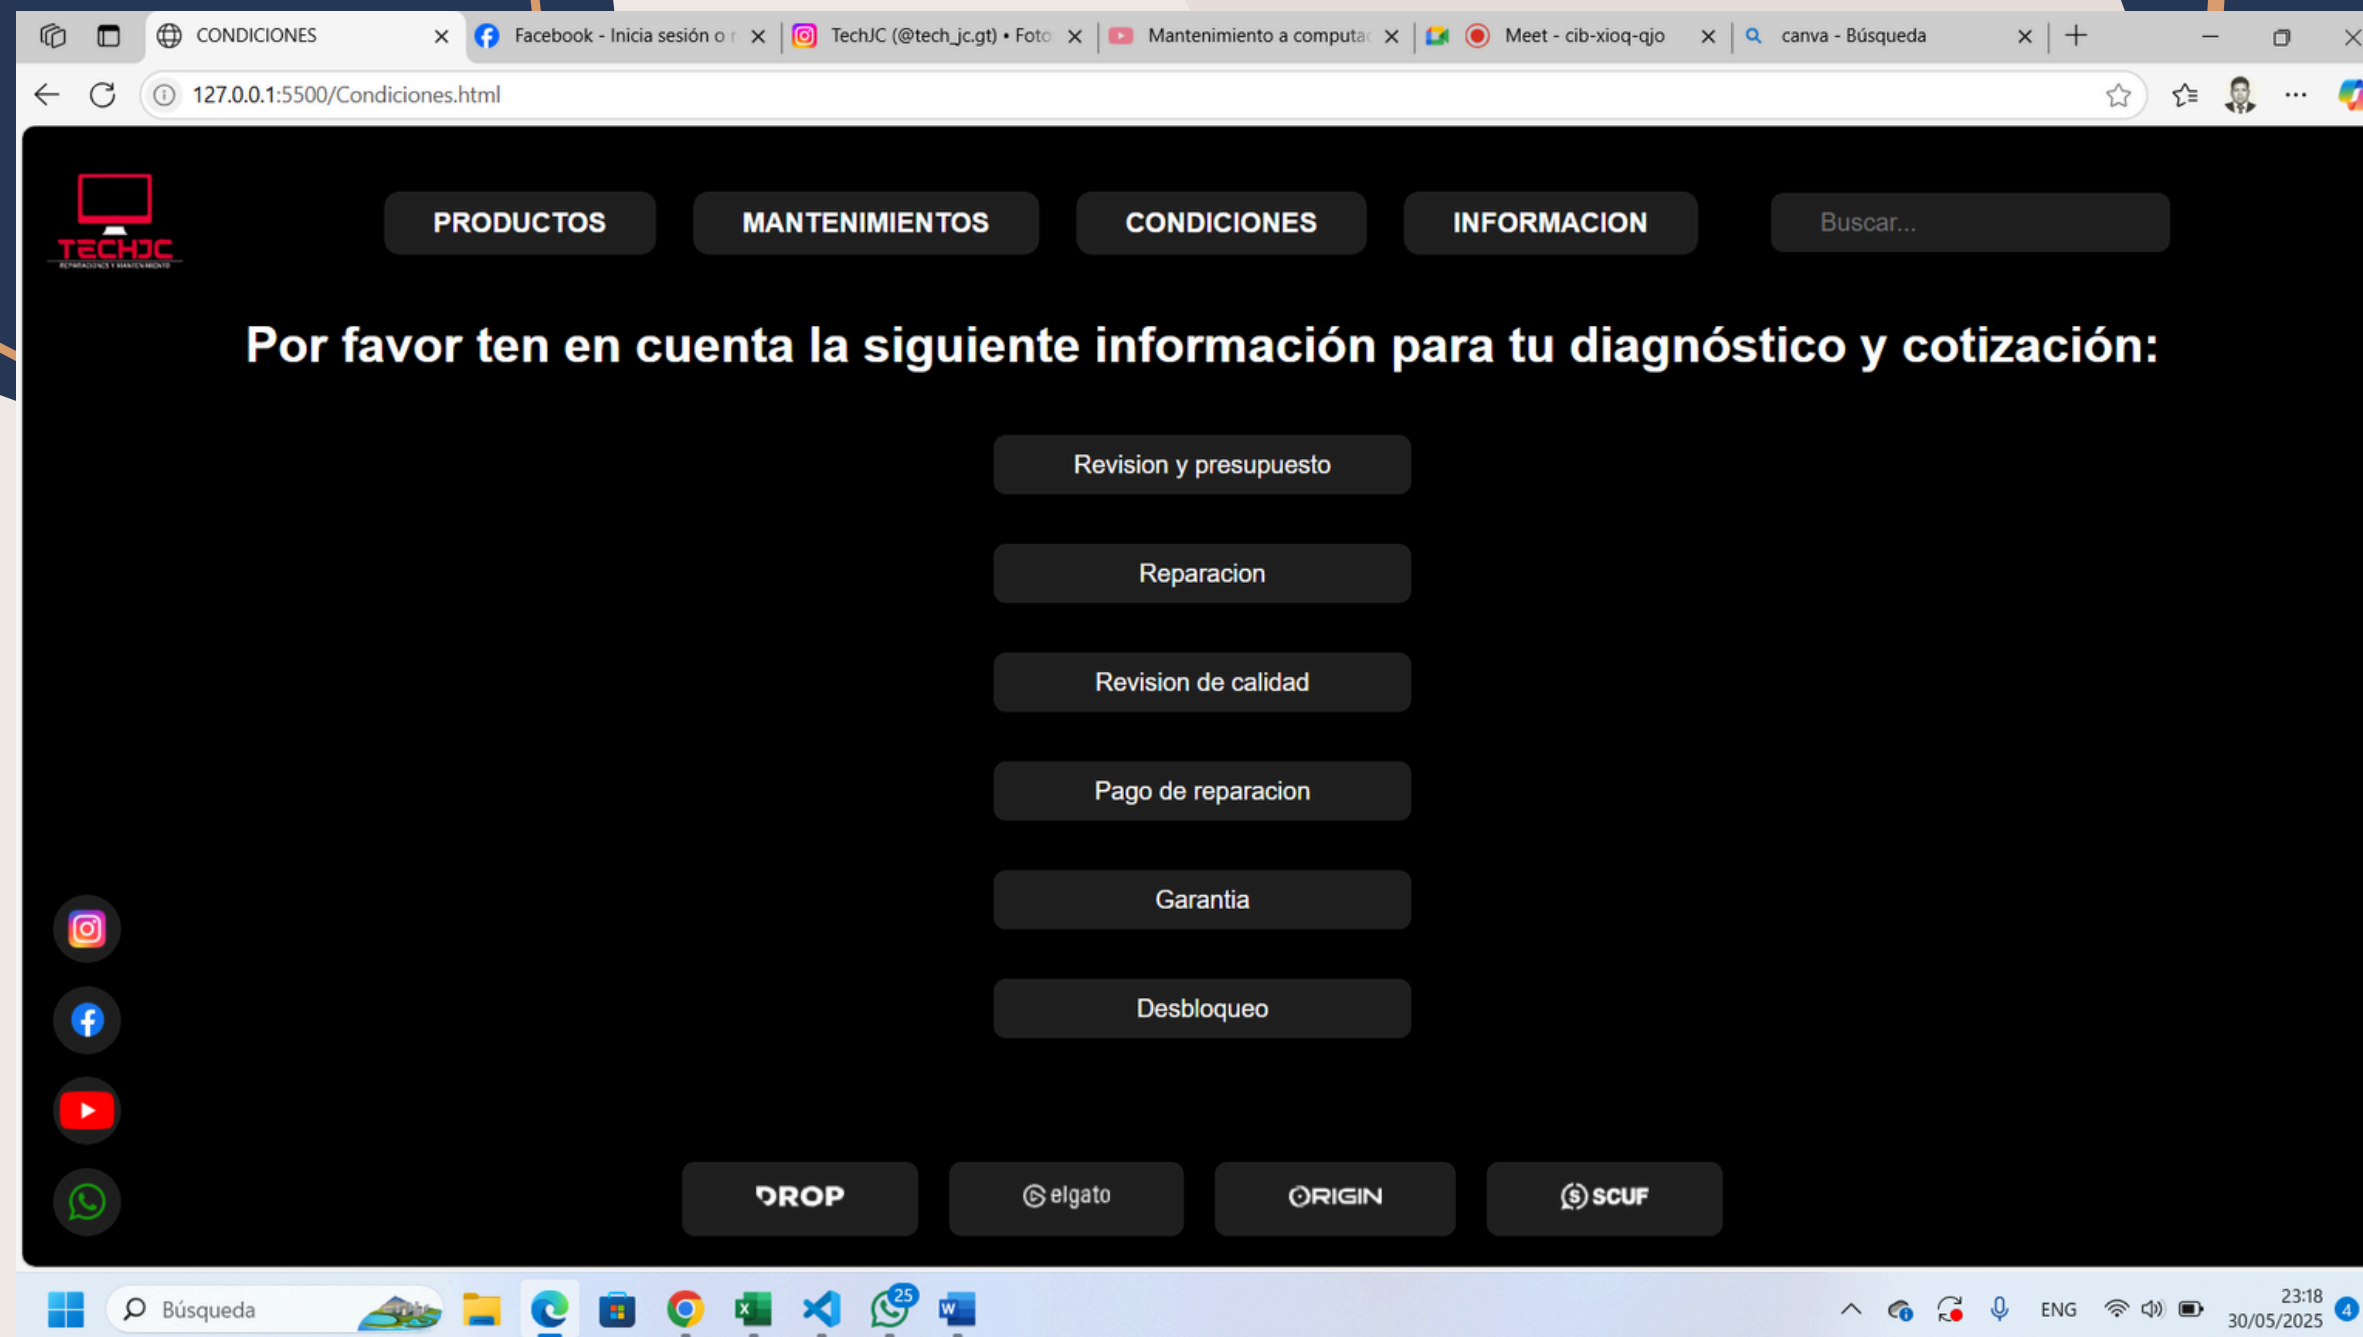 CONDICIONES
Facebook - Inicia sesión o r
TechJC (@tech_jc.gt) • Foto
Mantenimiento a computa
Meet - cib-xioq-qjo
canva - Búsqueda
127.0.0.1:5500/Condiciones.html
TECHJC
REPARACIONES Y MANTENIMIENTO
PRODUCTOS
MANTENIMIENTOS
CONDICIONES
INFORMACION
Buscar...
Por favor ten en cuenta la siguiente información para tu diagnóstico y cotización:
Revision y presupuesto
Reparacion
Revision de calidad
Pago de reparacion
Garantia
Desbloqueo
DROP
elgato
ORIGIN
SCUF
Búsqueda
25
ENG
23:18
30/05/2025
4